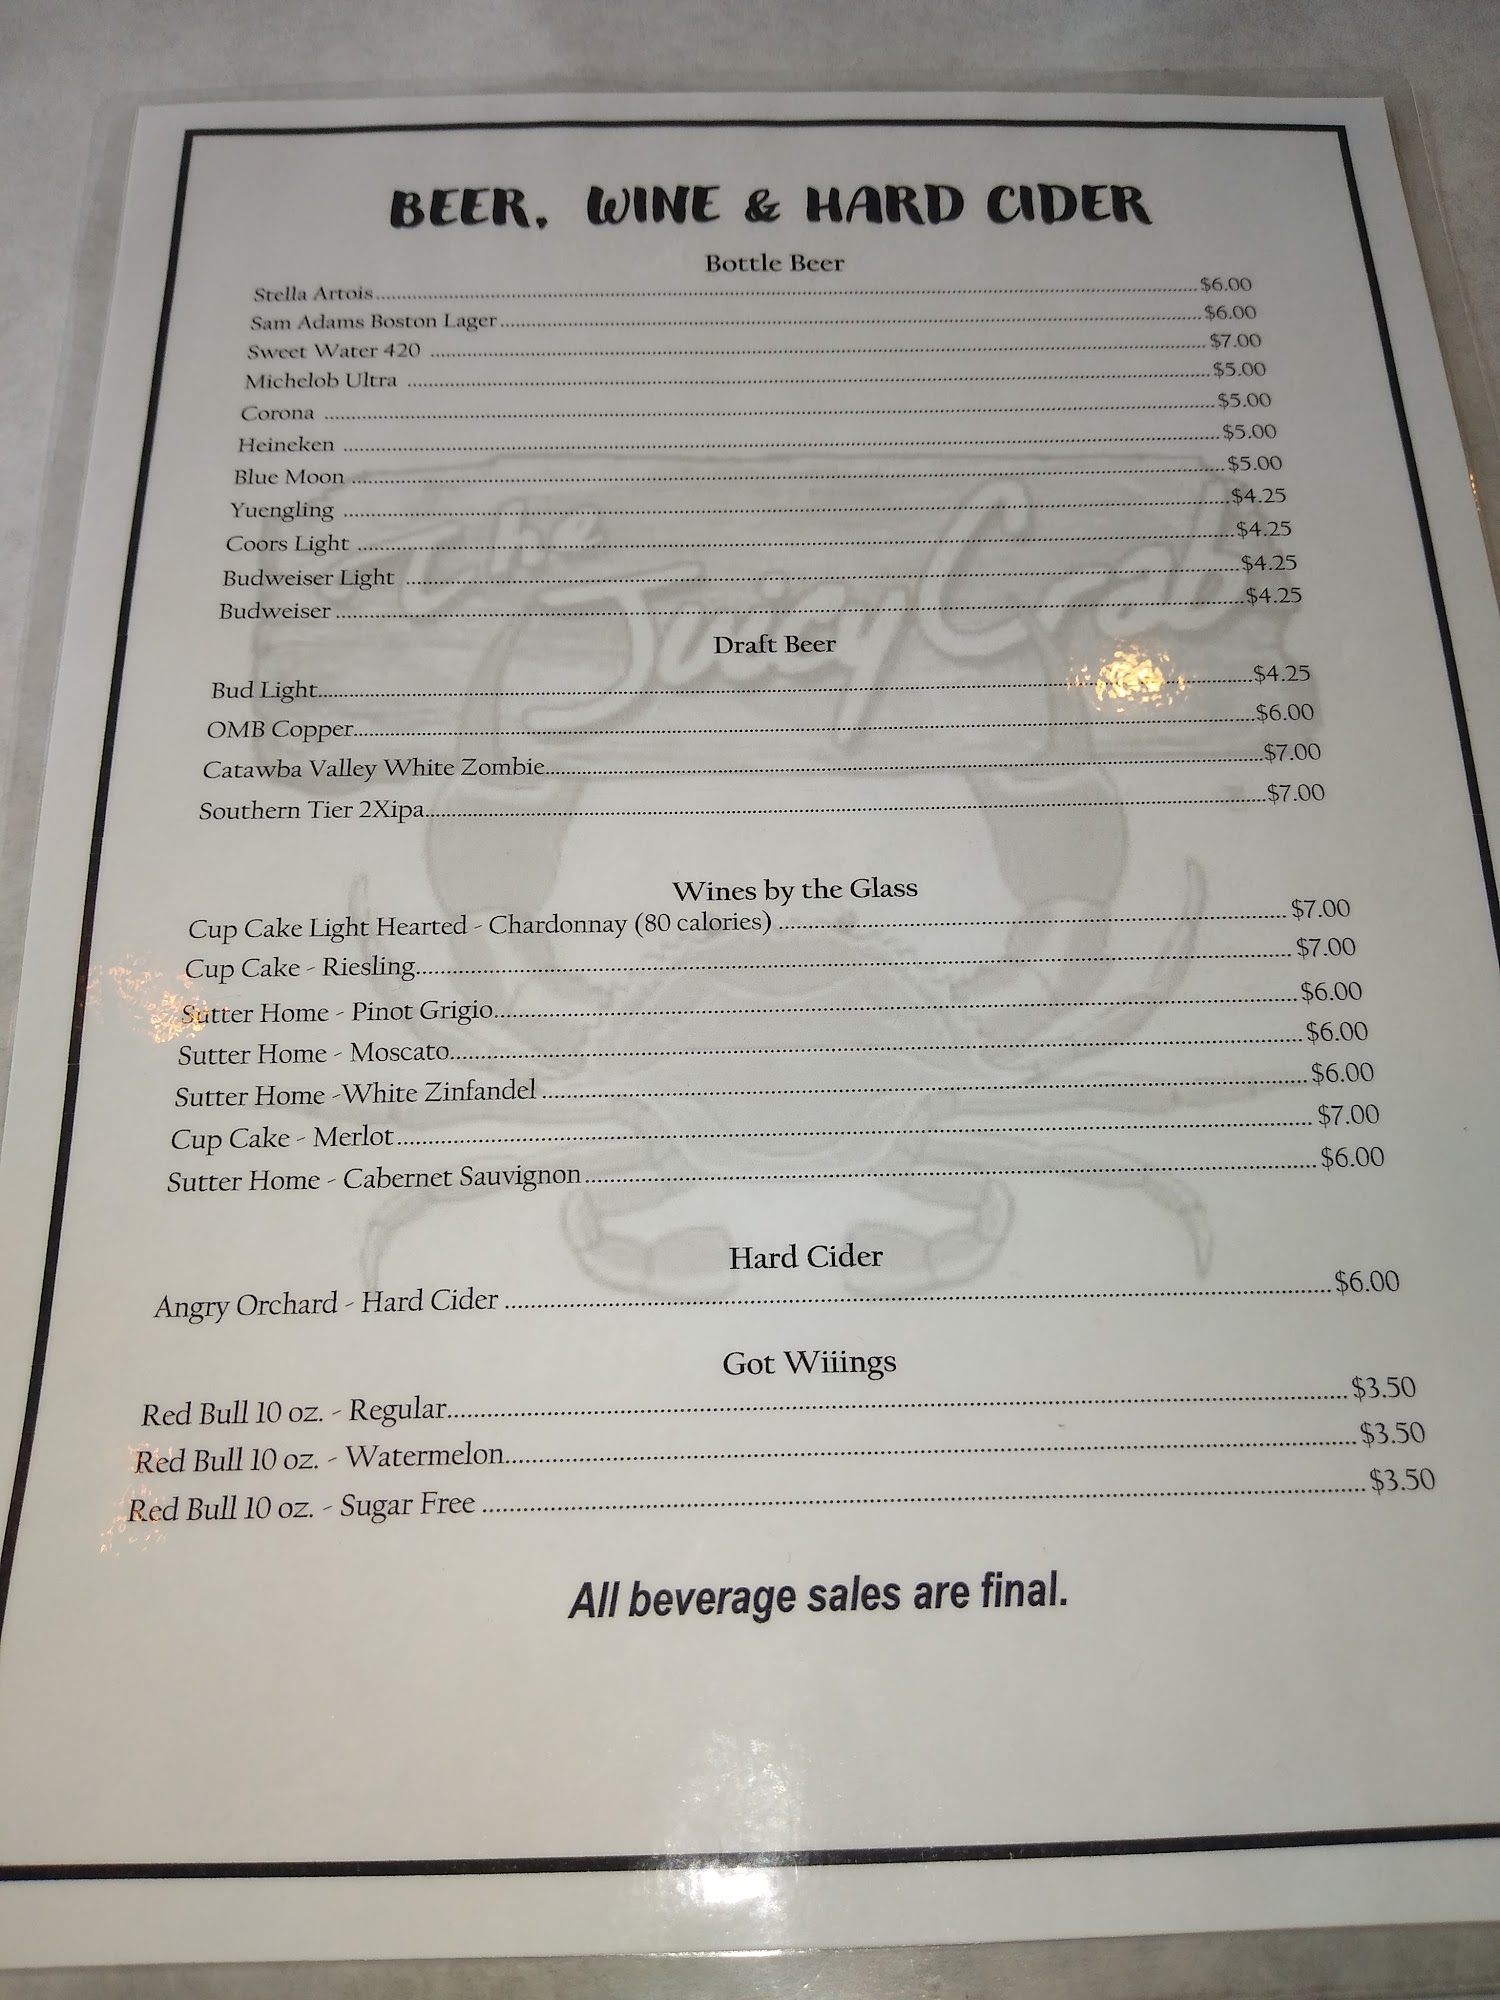 BEER, WINE & HARD CIDER
Bottle Beer
Stella Artois $6.00
Sam Adams Boston Lager $6.00
Sweet Water 420 $7.00
Michelob Ultra $5.00
Corona $5.00
Heineken $5.00
Blue Moon $5.00
Yuengling $4.25
Coors Light $4.25
Budweiser Light $4.25
Budweiser $4.25
The Juicy Crab
Draft Beer
Bud Light $4.25
OMB Copper $6.00
Catawba Valley White Zombie $7.00
Southern Tier 2Xipa $7.00
Wines by the Glass
Cup Cake Light Hearted - Chardonnay (80 calories) $7.00
Cup Cake - Riesling $7.00
Sutter Home - Pinot Grigio $6.00
Sutter Home - Moscato $6.00
Sutter Home -White Zinfandel $6.00
Cup Cake - Merlot $7.00
Sutter Home - Cabernet Sauvignon $6.00
Hard Cider
Angry Orchard - Hard Cider $6.00
Got Wiiings
Red Bull 10 oz. - Regular $3.50
Red Bull 10 oz. - Watermelon $3.50
Red Bull 10 oz. - Sugar Free $3.50
All beverage sales are final.